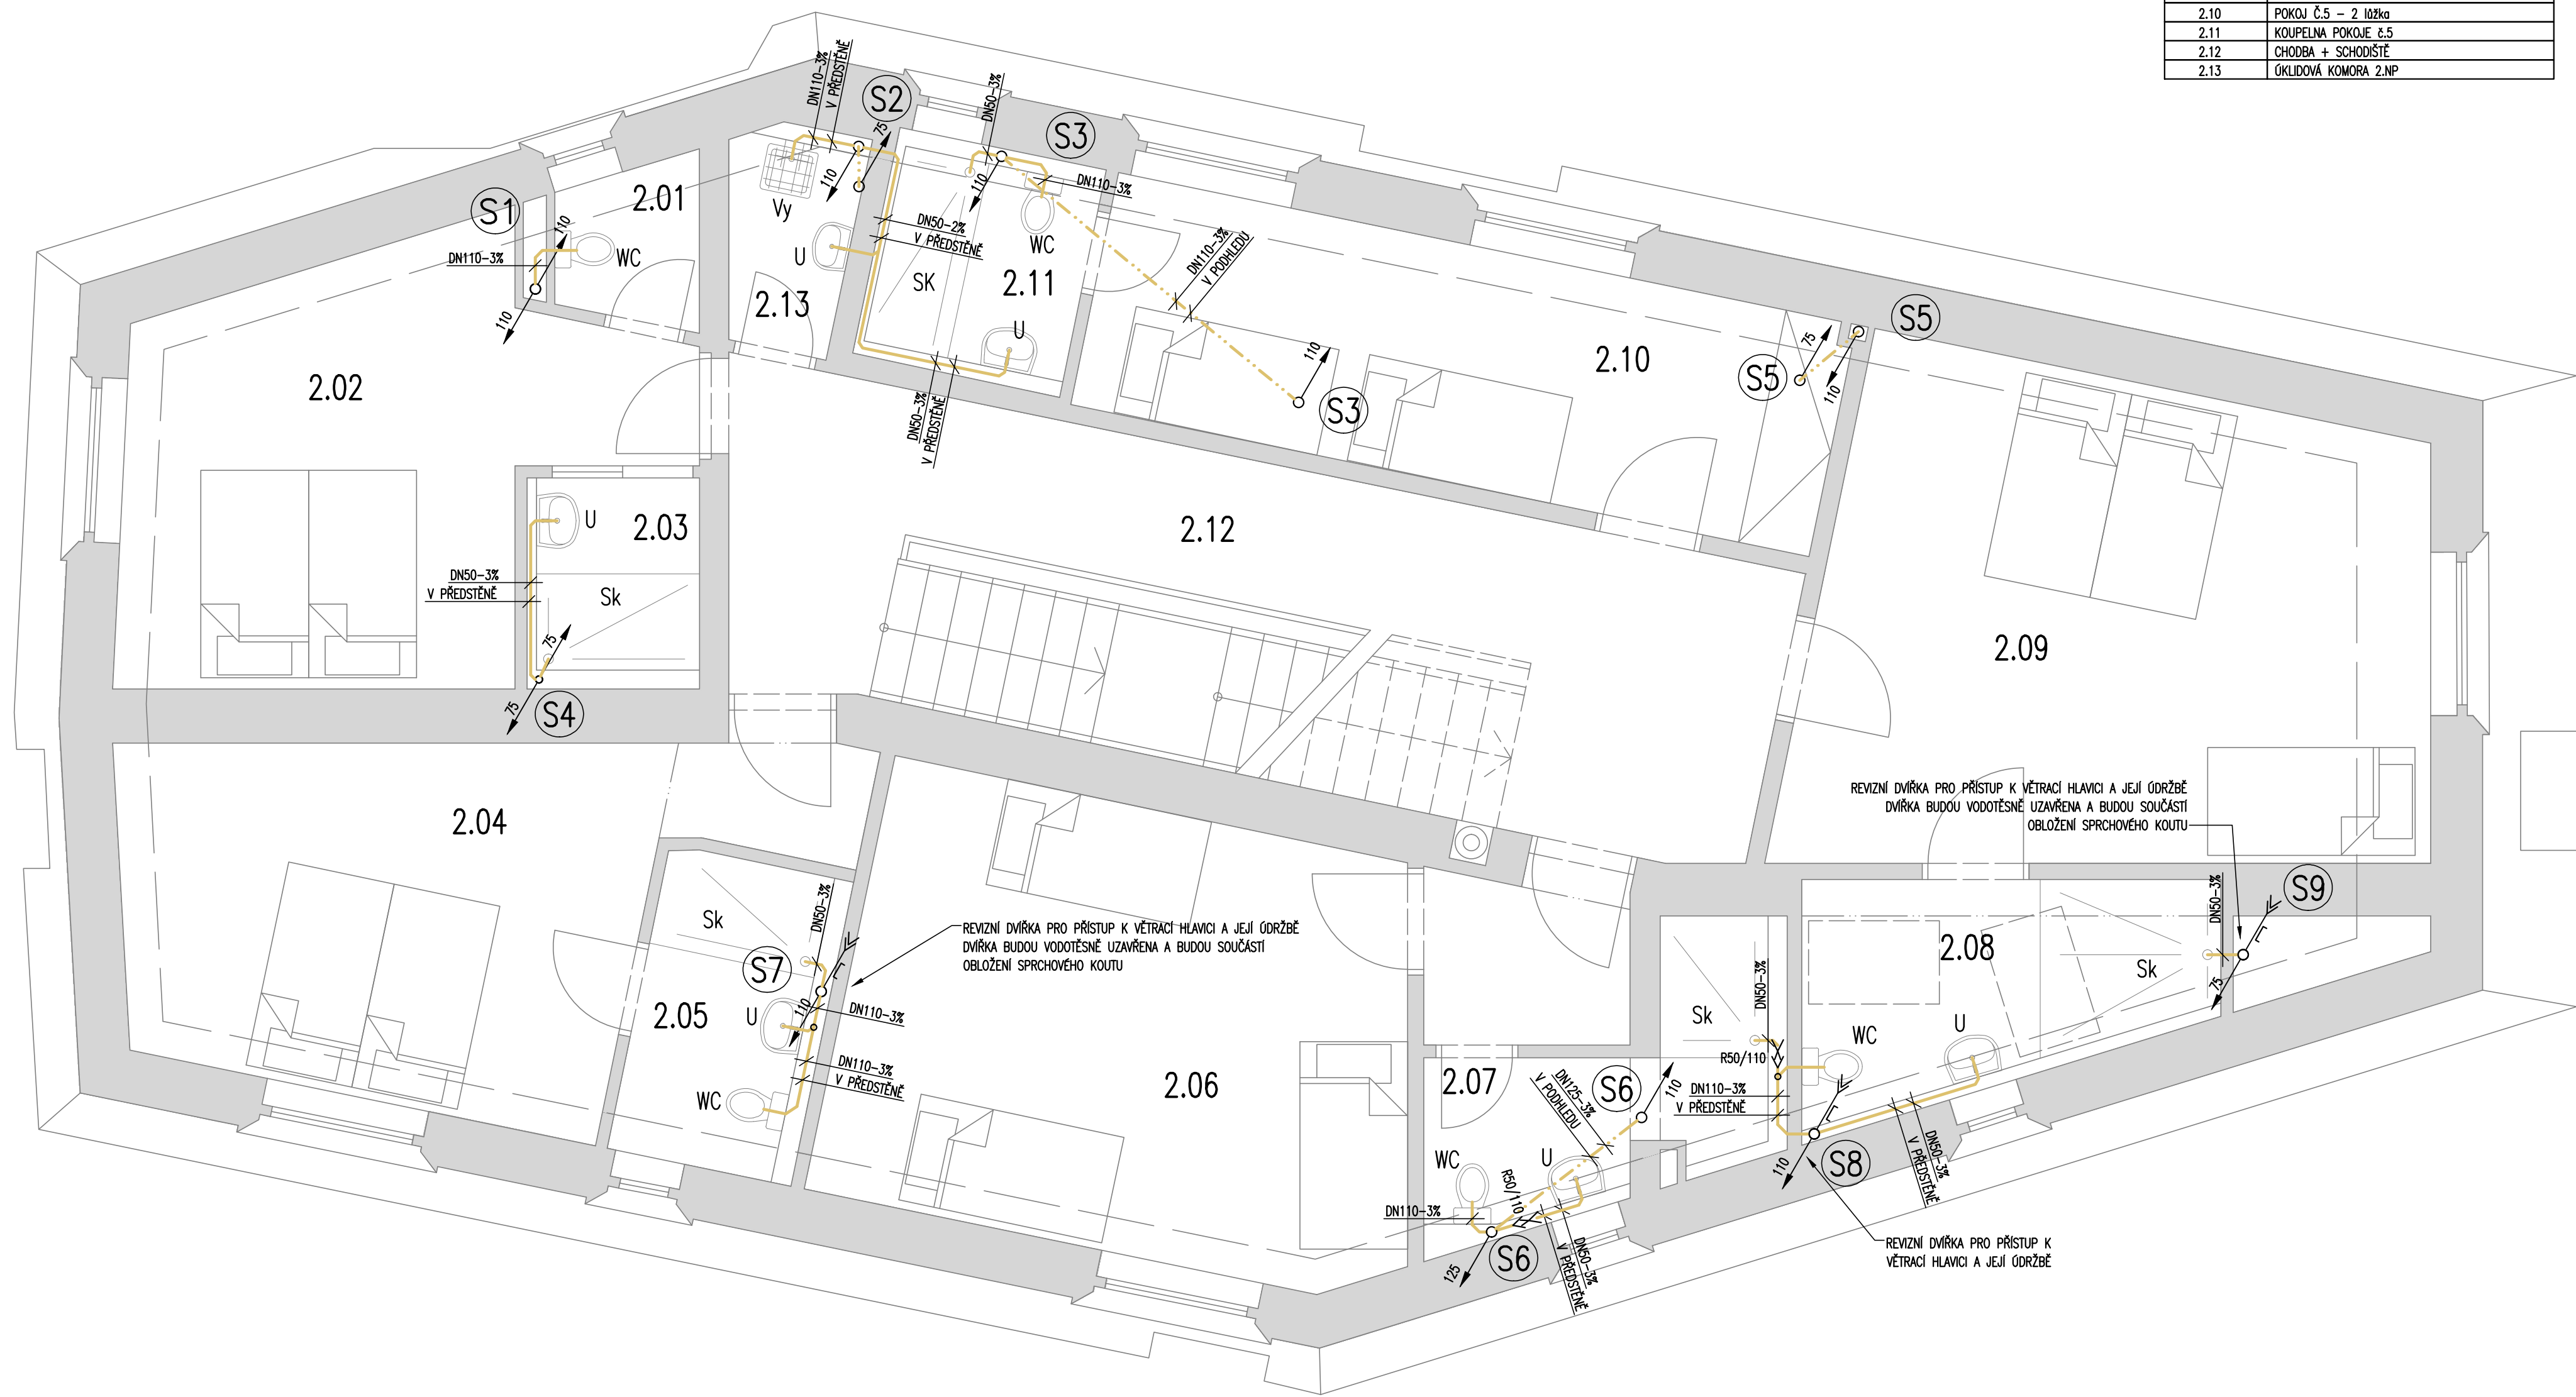 2.10 POKOJ Č.5 – 2 lůžka
2.11 KOUPELNA POKOJE č.5
2.12 CHODBA + SCHODIŠTĚ
2.13 ÚKLIDOVÁ KOMORA 2.NP
DN110-3%
V PŘEDSTĚNĚ
S2
75
110
DN50-3%
S3
110
DN110-3%
S1
110
DN110-3%
110
2.01
WC
Vy
U
2.13
DN50-2%
V PŘEDSTĚNĚ
SK
WC
2.11
U
DN50-3%
V PŘEDSTĚNĚ
DN110-3%
V PODHLEDU
110
S3
2.10
S5
75
110
S5
2.02
U
2.03
DN50-3%
V PŘEDSTĚNĚ
Sk
75
75
S4
2.12
2.09
REVIZNÍ DVÍŘKA PRO PŘÍSTUP K VĚTRACÍ HLAVICI A JEJÍ ÚDRŽBĚ
DVÍŘKA BUDOU VODOTĚSNĚ UZAVŘENA A BUDOU SOUČÁSTÍ
OBLOŽENÍ SPRCHOVÉHO KOUTU
2.04
Sk
DN50-3%
REVIZNÍ DVÍŘKA PRO PŘÍSTUP K VĚTRACÍ HLAVICI A JEJÍ ÚDRŽBĚ
DVÍŘKA BUDOU VODOTĚSNĚ UZAVŘENA A BUDOU SOUČÁSTÍ
OBLOŽENÍ SPRCHOVÉHO KOUTU
S7
110
2.05
U
DN110-3%
DN110-3%
V PŘEDSTĚNĚ
WC
2.06
2.07
DN125-3%
V PODHLEDU
S6
110
WC
U
R50/110
DN110-3%
125
S6
DN50-3%
V PŘEDSTĚNĚ
Sk
DN50-3%
R50/110
DN110-3%
V PŘEDSTĚNĚ
WC
U
2.08
Sk
DN50-3%
S9
75
110
S8
DN50-3%
V PŘEDSTĚNĚ
REVIZNÍ DVÍŘKA PRO PŘÍSTUP K
VĚTRACÍ HLAVICI A JEJÍ ÚDRŽBĚ